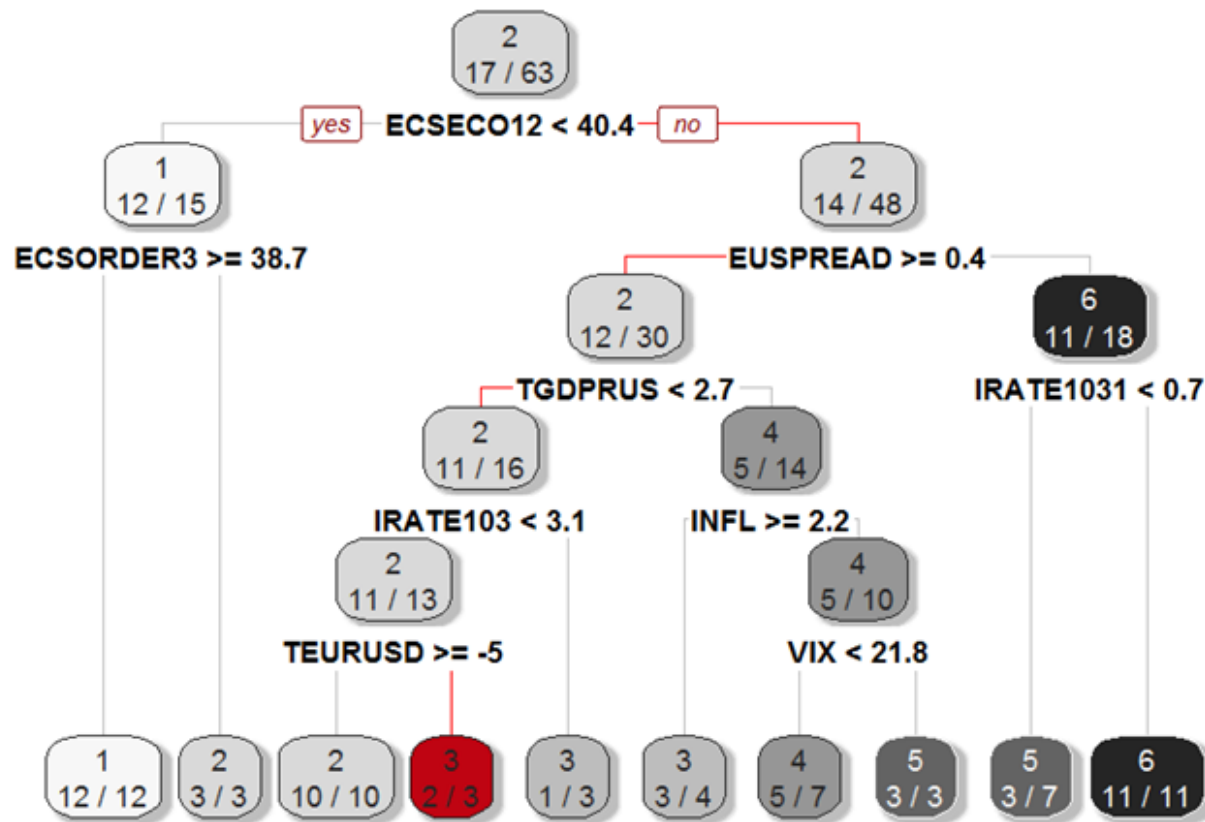 2
17 / 63
yes ECSECO12 < 40.4 no
1
12 / 15
2
14 / 48
ECSORDER3 >= 38.7
EUSPREAD >= 0.4
2
12 / 30
6
11 / 18
TGDPRUS < 2.7
IRATE1031 < 0.7
2
11 / 16
4
5 / 14
IRATE103 < 3.1
INFL >= 2.2
2
11 / 13
4
5 / 10
TEURUSD >= -5
VIX < 21.8
1
12 / 12
2
3 / 3
2
10 / 10
3
2 / 3
3
1 / 3
3
3 / 4
4
5 / 7
5
3 / 3
5
3 / 7
6
11 / 11